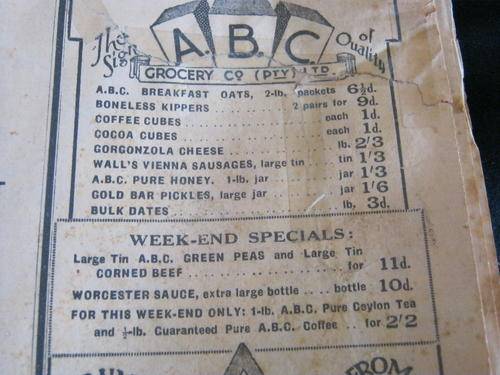 The Sign of Quality
A.B.C.
GROCERY CO (PTY) LTD.
A.B.C. BREAKFAST OATS, 2-lb. packets 6½d.
BONELESS KIPPERS 2 pairs for 9d.
COFFEE CUBES each 1d.
COCOA CUBES each 1d.
GORGONZOLA CHEESE lb. 2/3
WALL'S VIENNA SAUSAGES, large tin tin 1/3
A.B.C. PURE HONEY. 1-lb. jar jar 1/3
GOLD BAR PICKLES, large jar jar 1/6
BULK DATES lb. 3d.
WEEK-END SPECIALS:
Large Tin A.B.C. GREEN PEAS and Large Tin
CORNED BEEF for 11d.
WORCESTER SAUCE, extra large bottle bottle 10d.
FOR THIS WEEK-END ONLY: 1-lb. A.B.C. Pure Ceylon Tea
and ½-lb. Guaranteed Pure A.B.C. Coffee for 2/2
FROM